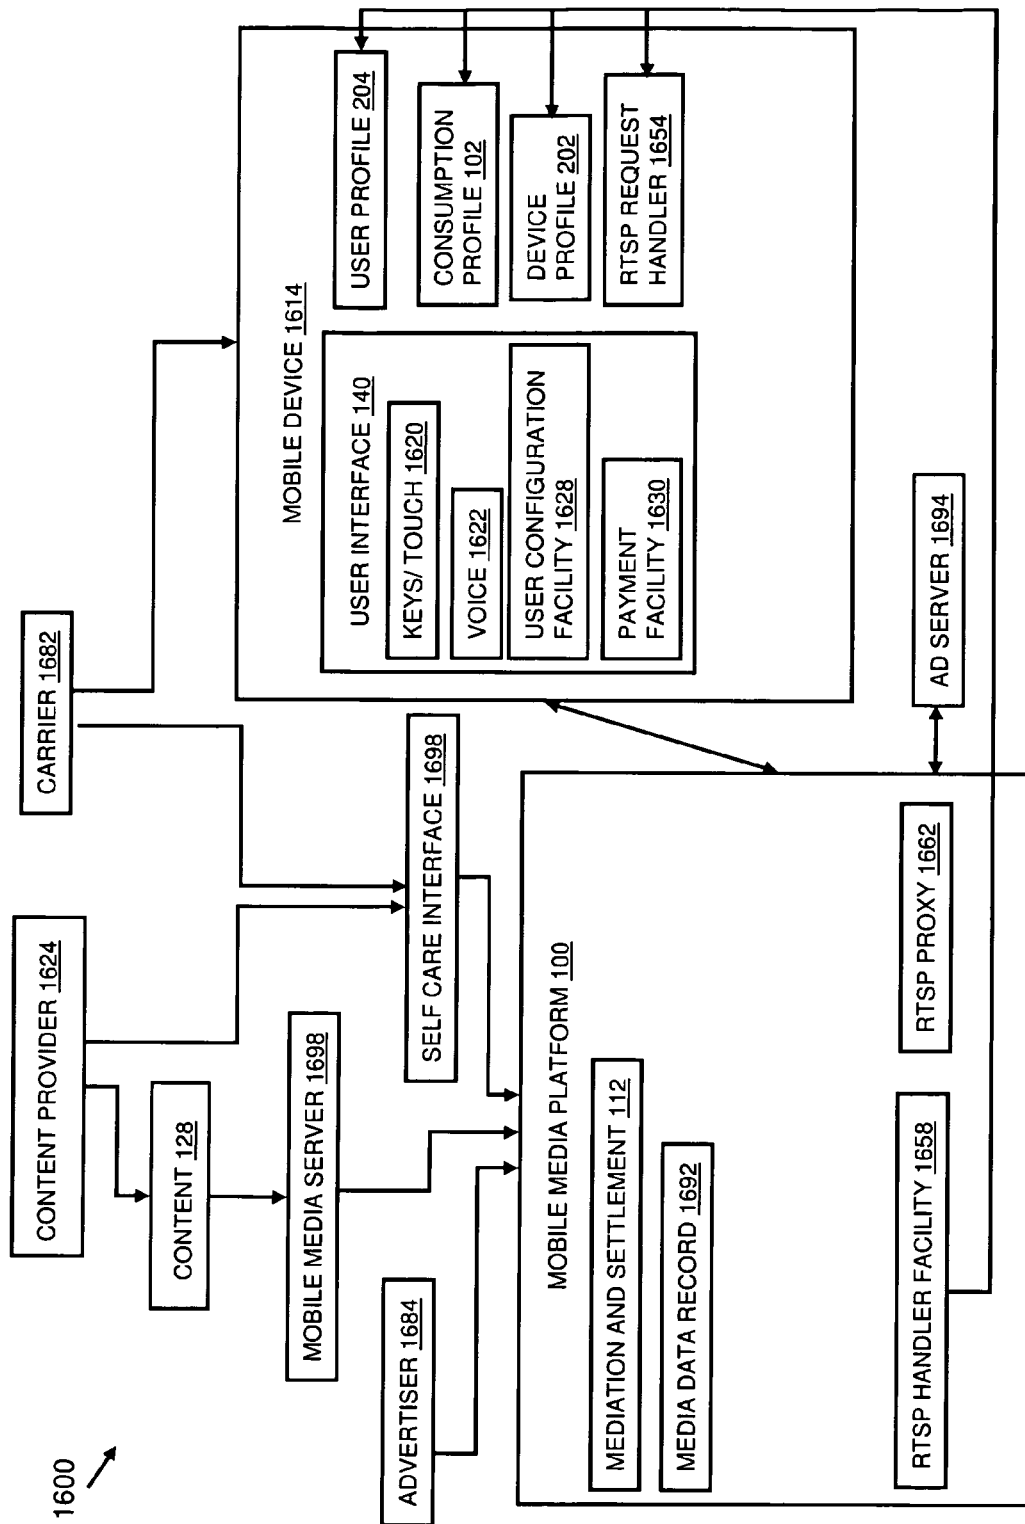 1600
CONTENT PROVIDER 1624
CARRIER 1682
CONTENT 128
MOBILE MEDIA SERVER 1698
SELF CARE INTERFACE 1698
ADVERTISER 1684
MOBILE DEVICE 1614
USER INTERFACE 140
KEYS/ TOUCH 1620
VOICE 1622
USER CONFIGURATION
FACILITY 1628
PAYMENT
FACILITY 1630
USER PROFILE 204
CONSUMPTION
PROFILE 102
DEVICE
PROFILE 202
RTSP REQUEST
HANDLER 1654
MOBILE MEDIA PLATFORM 100
MEDIATION AND SETTLEMENT 112
MEDIA DATA RECORD 1692
RTSP HANDLER FACILITY 1658
RTSP PROXY 1662
AD SERVER 1694